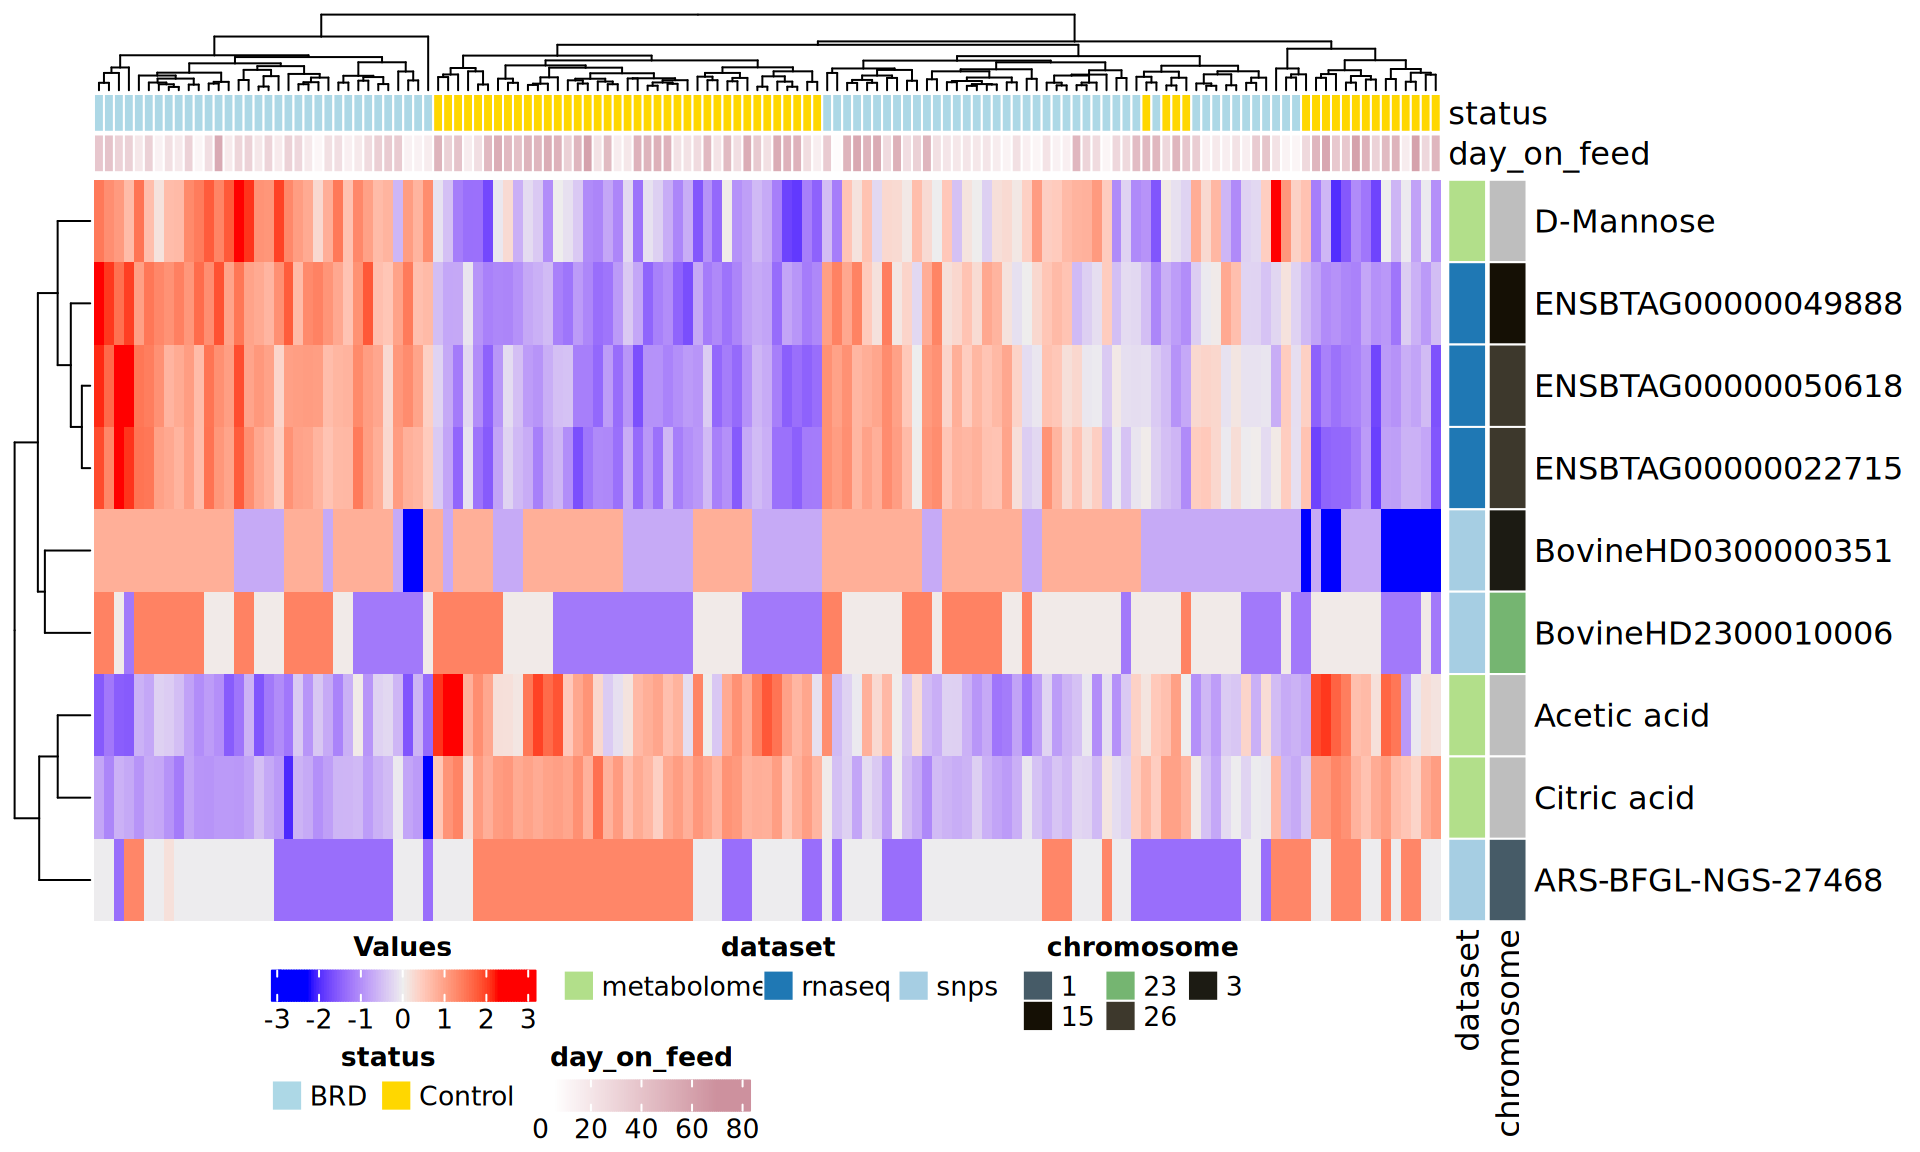 status
day_on_feed
D-Mannose
ENSBTAG00000049888
ENSBTAG00000050618
ENSBTAG00000022715
BovineHD0300000351
BovineHD2300010006
Acetic acid
Citric acid
ARS-BFGL-NGS-27468
dataset
chromosome
Values
-3 -2 -1 0 1 2 3
dataset
metabolome rnaseq snps
chromosome
1 23 3
15 26
status
BRD Control
day_on_feed
0 20 40 60 80